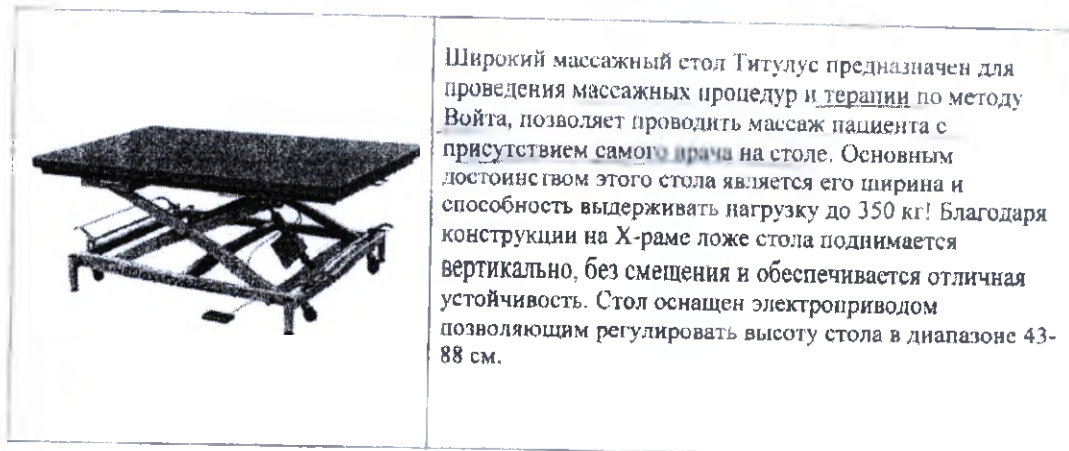 Широкий массажный стол Титулус предназначен для
проведения массажных процедур и терапии по методу
Войта, позволяет проводить массаж пациента с
присутствием самого врача на столе. Основным
достоинством этого стола является его ширина и
способность выдерживать нагрузку до 350 кг! Благодаря
конструкции на X-раме ложе стола поднимается
вертикально, без смещения и обеспечивается отличная
устойчивость. Стол оснащен электроприводом
позволяющим регулировать высоту стола в диапазоне 43-
88 см.